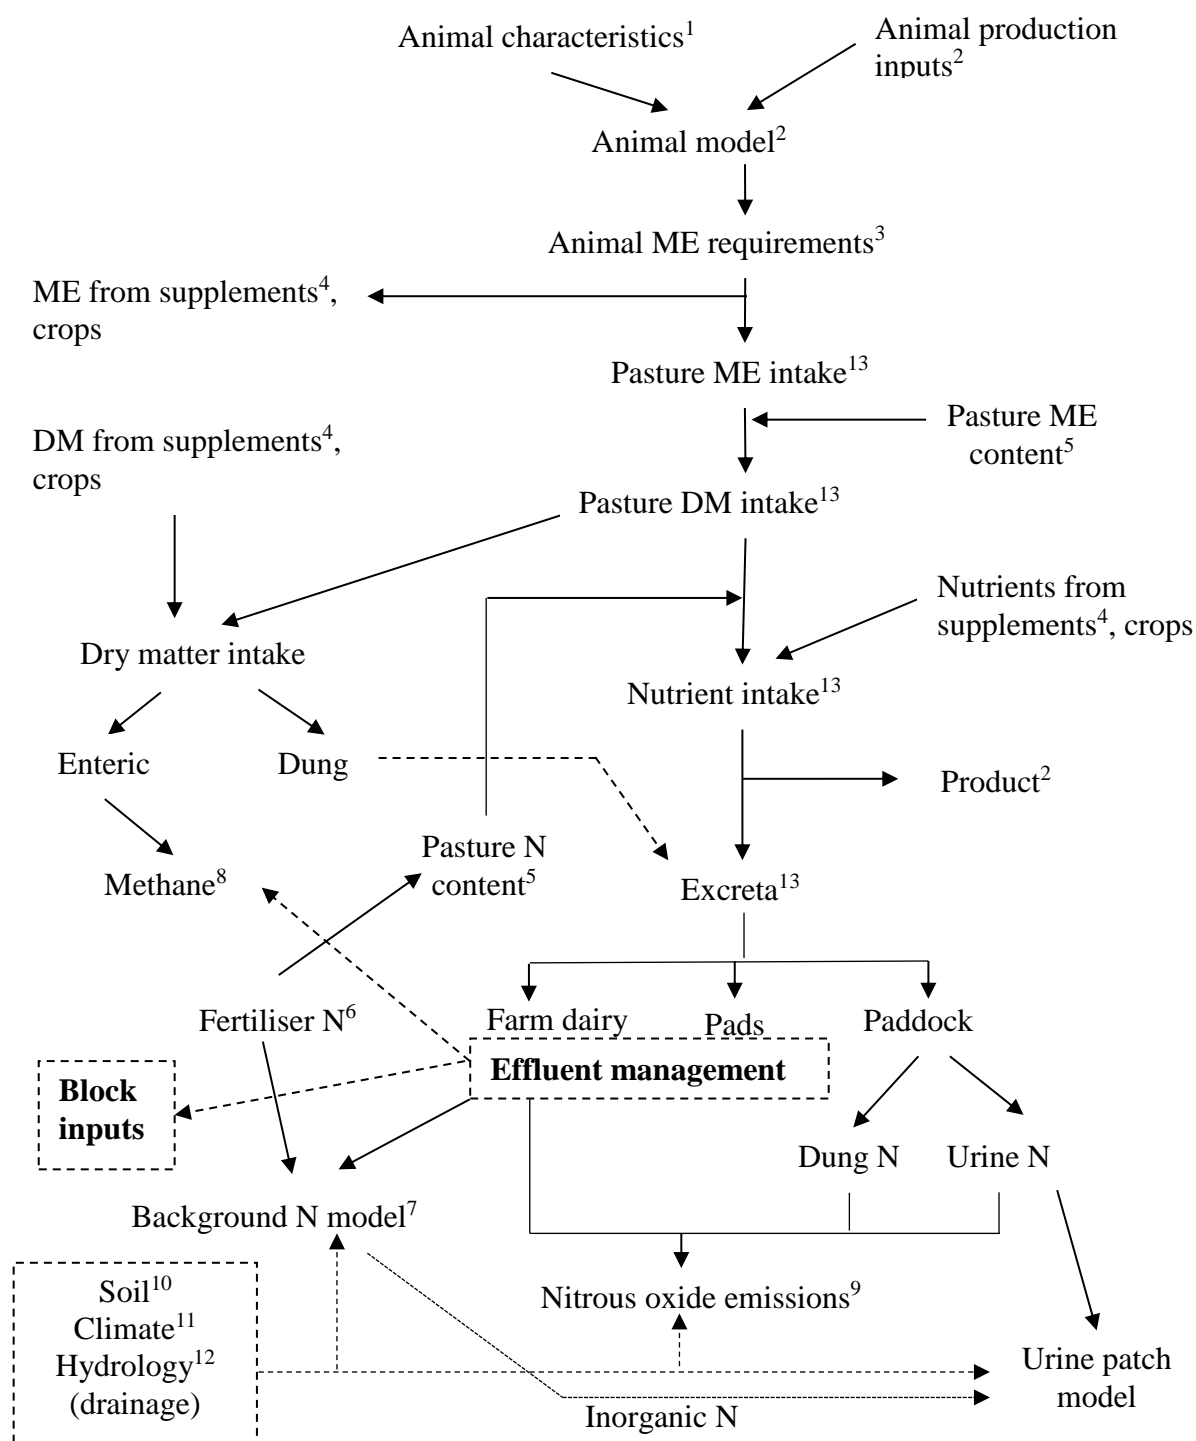 Animal characteristics¹
Animal production
inputs²
Animal model²
Animal ME requirements³
ME from supplements⁴,
crops
Pasture ME intake¹³
Pasture ME
content⁵
DM from supplements⁴,
crops
Pasture DM intake¹³
Nutrients from
supplements⁴, crops
Dry matter intake
Nutrient intake¹³
Enteric
Dung
Product²
Pasture N
content⁵
Methane⁸
Excreta¹³
Fertiliser N⁶
Farm dairy
Pads
Paddock
Effluent management
Block
inputs
Dung N
Urine N
Background N model⁷
Soil¹⁰
Climate¹¹
Hydrology¹²
(drainage)
Nitrous oxide emissions⁹
Urine patch
model
Inorganic N